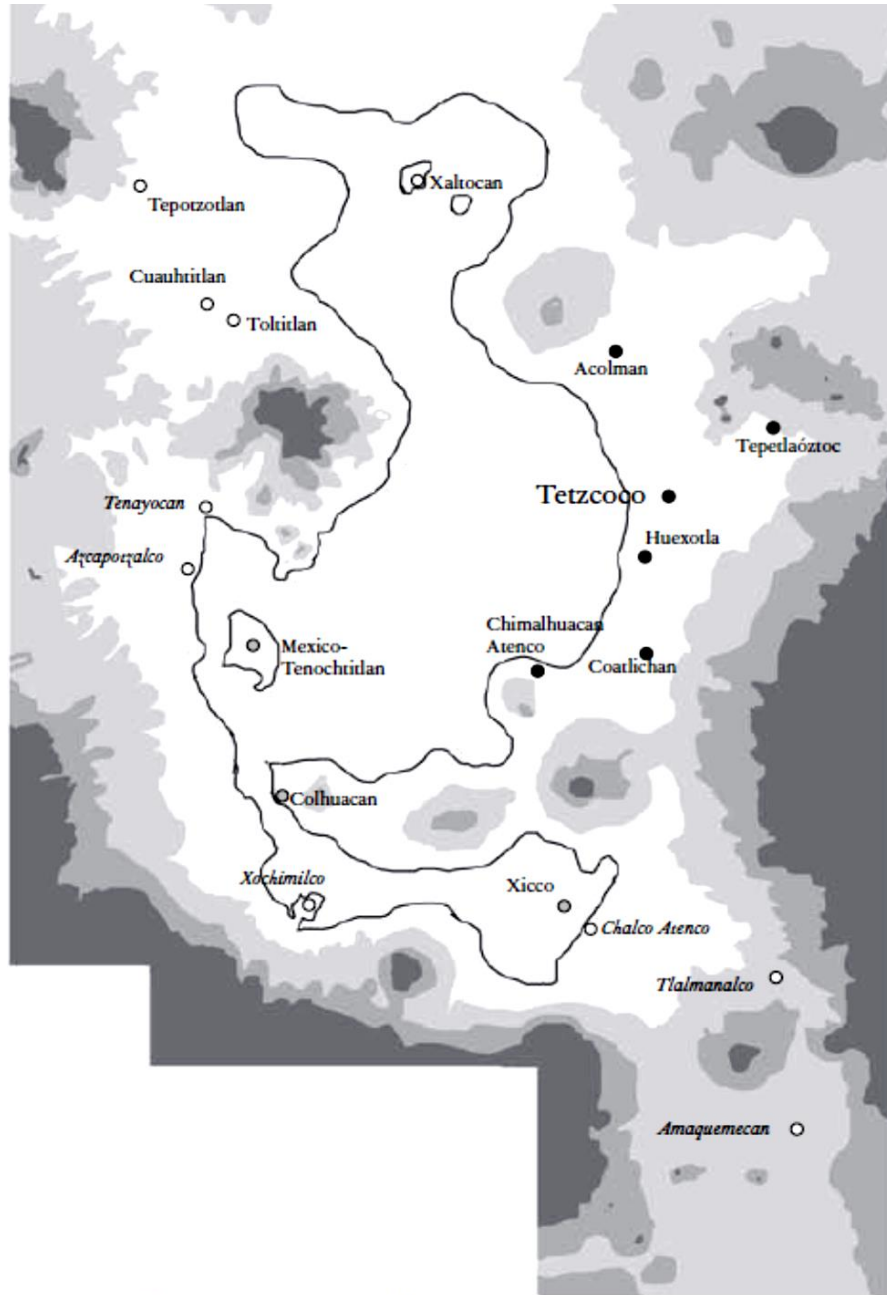 Xaltocan
Tepotzotlan
Cuauhtitlan
Toltitlan
Acolman
Tepetlaóztoc
Tetzcoco
Tenayocan
Huexotla
Azcapotzalco
Chimalhuacan
Atenco
Mexico-
Tenochtitlan
Coatlichan
Colhuacan
Xochimilco
Xicco
Chalco Atenco
Tlalmanalco
Amaquemecan